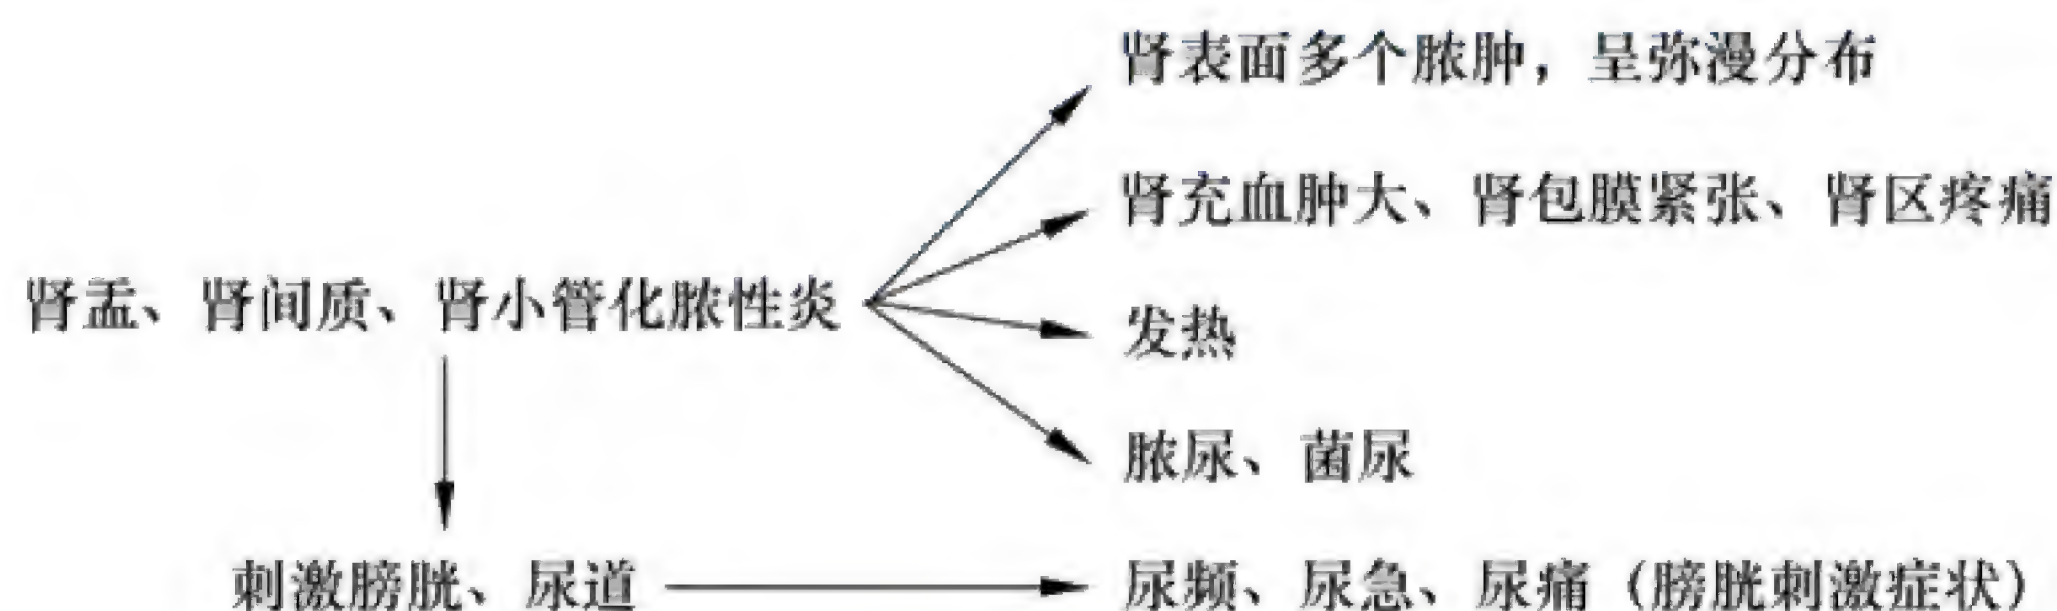 肾表面多个脓肿，呈弥漫分布
肾充血肿大、肾包膜紧张、肾区疼痛
肾盂、肾间质、肾小管化脓性炎
发热
脓尿、菌尿
刺激膀胱、尿道
尿频、尿急、尿痛（膀胱刺激症状）